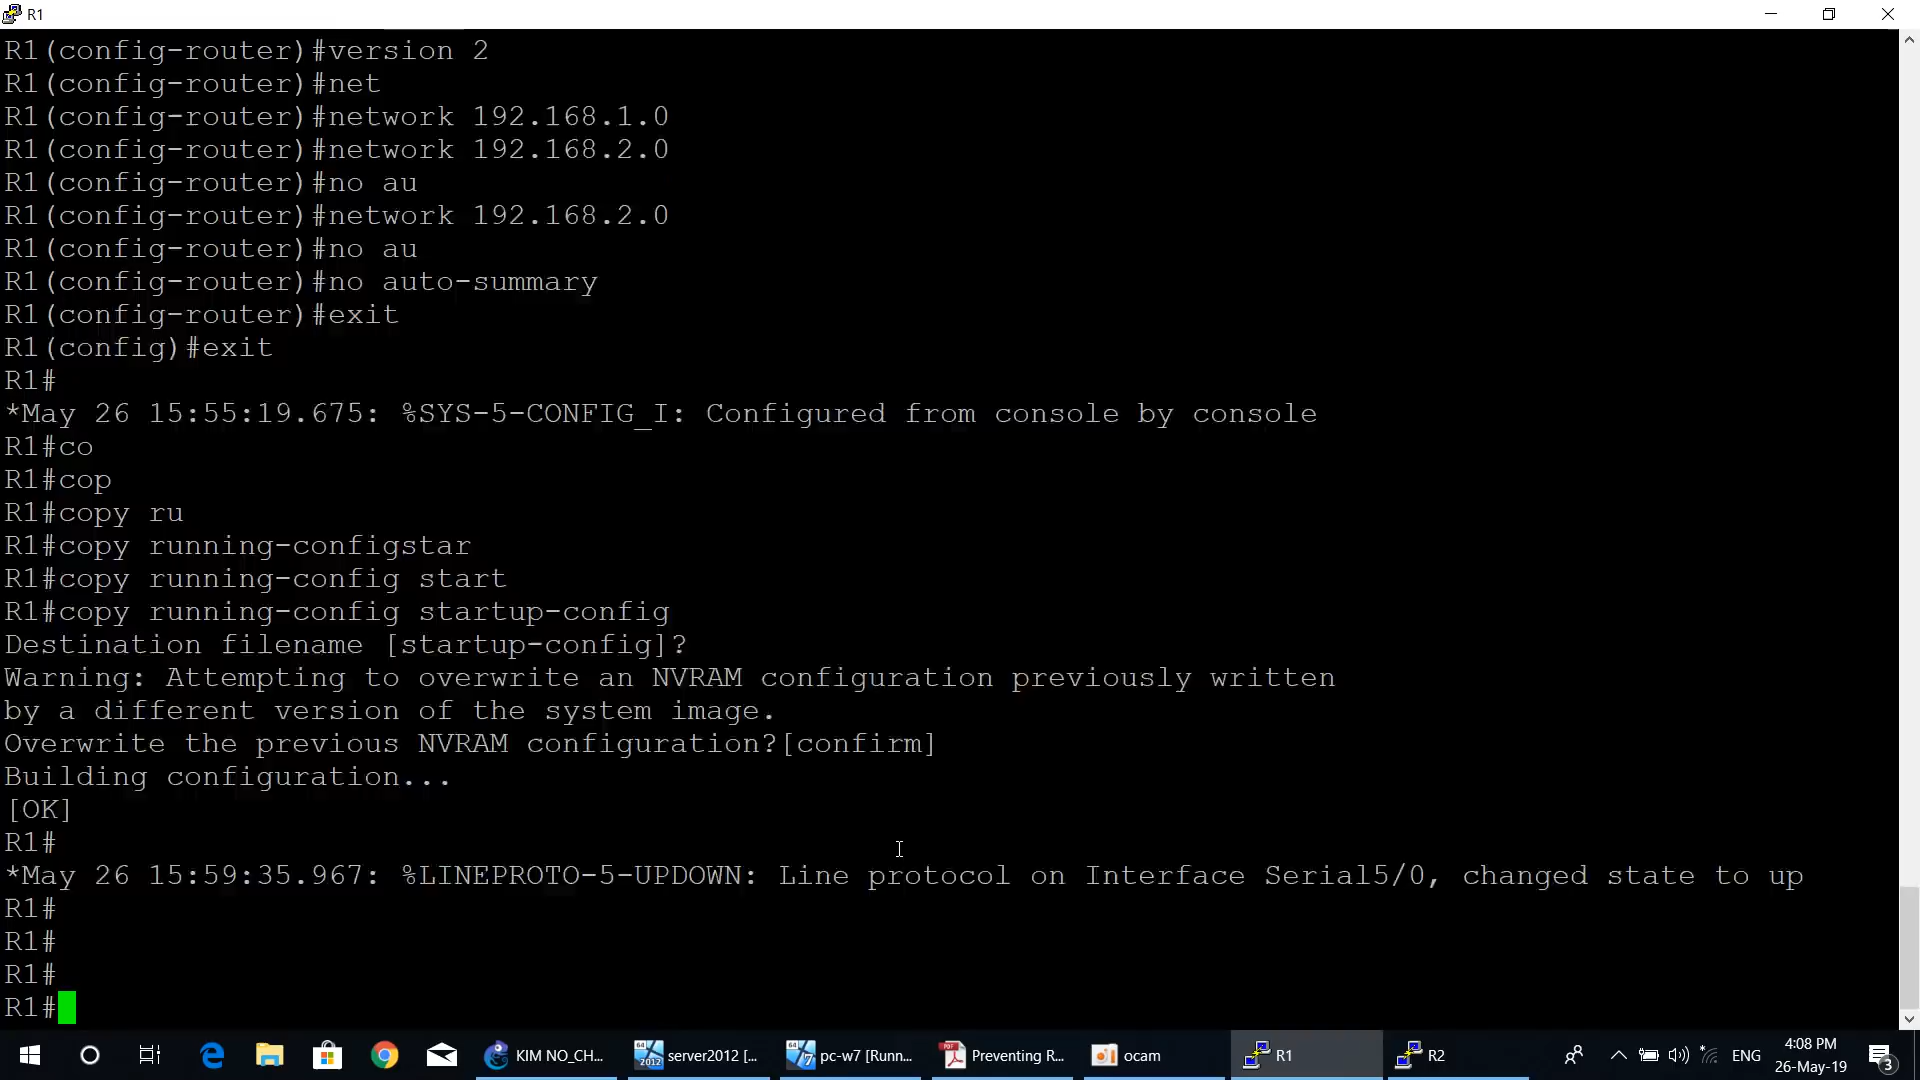 R1
R1(config-router)#version 2
R1(config-router)#net
R1(config-router)#network 192.168.1.0
R1(config-router)#network 192.168.2.0
R1(config-router)#no au
R1(config-router)#network 192.168.2.0
R1(config-router)#no au
R1(config-router)#no auto-summary
R1(config-router)#exit
R1(config)#exit
R1#
*May 26 15:55:19.675: %SYS-5-CONFIG_I: Configured from console by console
R1#co
R1#cop
R1#copy ru
R1#copy running-configstar
R1#copy running-config start
R1#copy running-config startup-config
Destination filename [startup-config]?
Warning: Attempting to overwrite an NVRAM configuration previously written
by a different version of the system image.
Overwrite the previous NVRAM configuration?[confirm]
Building configuration...
[OK]
R1#
*May 26 15:59:35.967: %LINEPROTO-5-UPDOWN: Line protocol on Interface Serial5/0, changed state to up
R1#
R1#
R1#
R1#
KIM NO_CH... server2012 [... pc-w7 [Runn... Preventing R... ocam R1 R2 ENG 4:08 PM
26-May-19 3